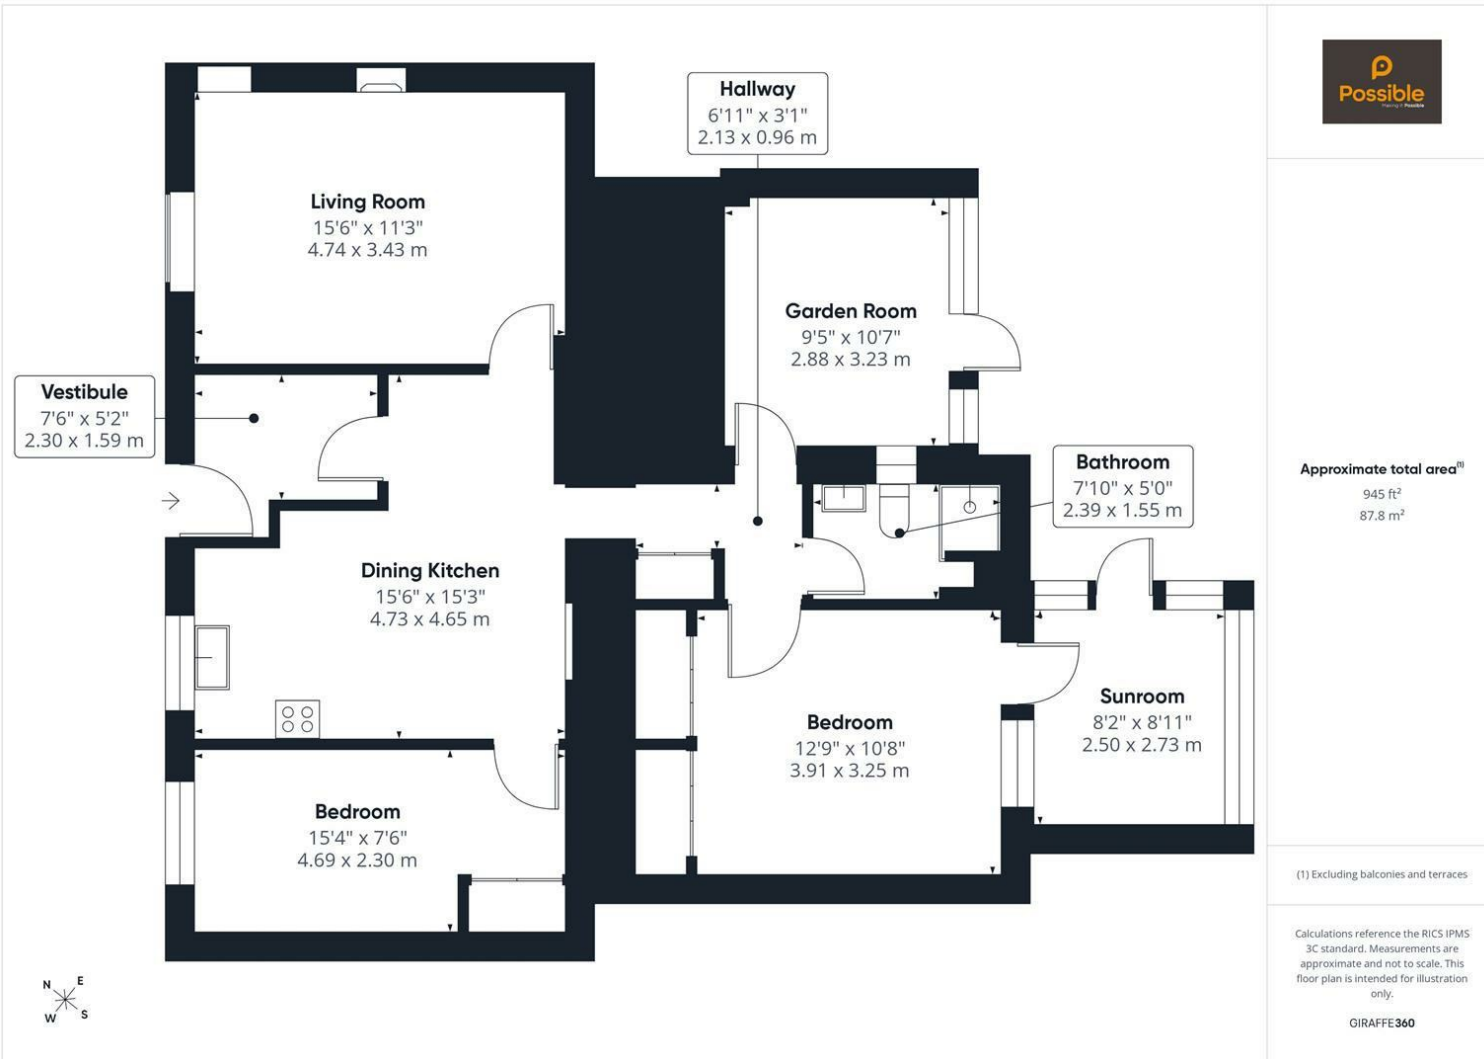 Hallway
6'11" x 3'1"
2.13 x 0.96 m
Living Room
15'6" x 11'3"
4.74 x 3.43 m
Garden Room
9'5" x 10'7"
2.88 x 3.23 m
Vestibule
7'6" x 5'2"
2.30 x 1.59 m
Bathroom
7'10" x 5'0"
2.39 x 1.55 m
Dining Kitchen
15'6" x 15'3"
4.73 x 4.65 m
Bedroom
12'9" x 10'8"
3.91 x 3.25 m
Sunroom
8'2" x 8'11"
2.50 x 2.73 m
Bedroom
15'4" x 7'6"
4.69 x 2.30 m
N E
W S
Possible
Making it Possible
Approximate total area(1)
945 ft²
87.8 m²
(1) Excluding balconies and terraces
Calculations reference the RICS IPMS
3C standard. Measurements are
approximate and not to scale. This
floor plan is intended for illustration
only.
GIRAFFE360